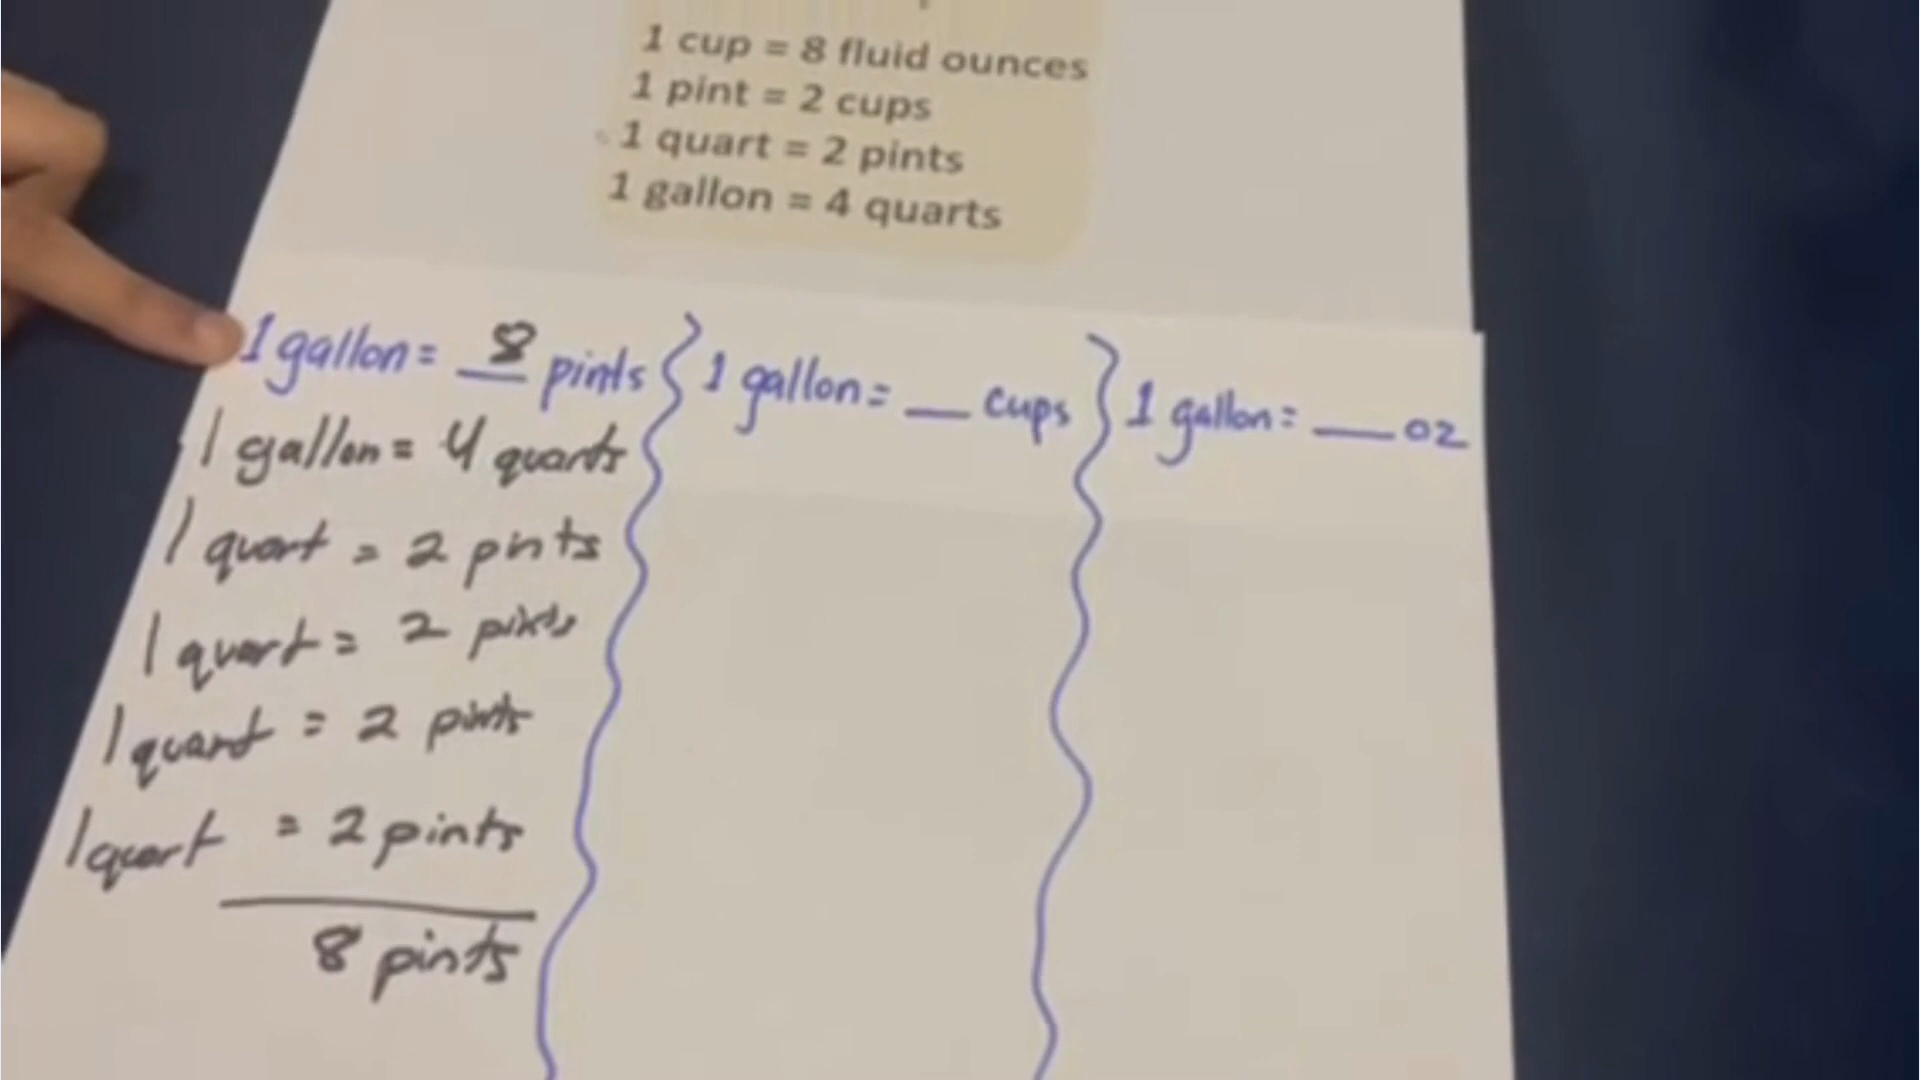 1 cup = 8 fluid ounces
1 pint = 2 cups
1 quart = 2 pints
1 gallon = 4 quarts
1 gallon = 8 pints
1 gallon = 4 quarts
1 quart = 2 pints
1 quart = 2 pints
1 quart = 2 pints
1 quart = 2 pints
8 pints
1 gallon = __ cups
1 gallon = __ oz